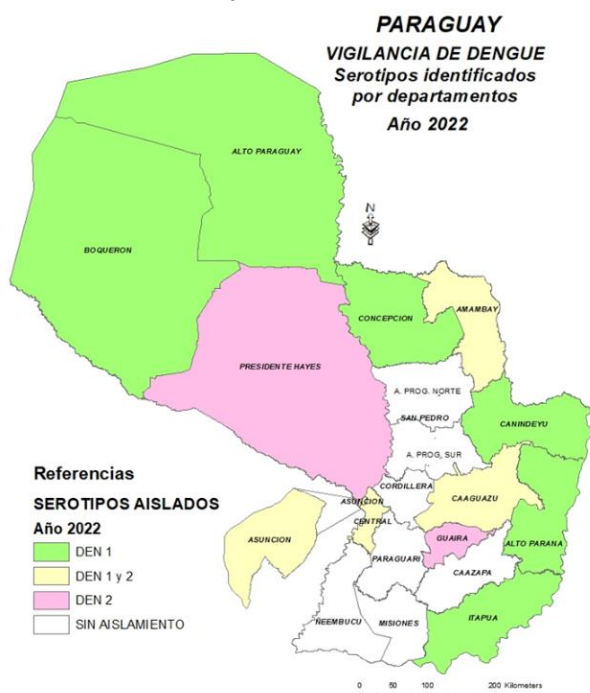 PARAGUAY
VIGILANCIA DE DENGUE
Serotipos identificados
por departamentos
Año 2022
ALTO PARAGUAY
N
BOQUERON
CONCEPCION
AMAMBAY
PRESIDENTE HAYES
A. PROG. NORTE
SAN PEDRO
CANINDEYU
A. PROG, SUR
CORDILLERA
ASUNCION
CAAGUAZU
CENTRAL
ASUNCION
GUAIRA
ALTO PARANA
PARAGUARI
CAAZAPA
ÑEEMBUCU
MISIONES
ITAPUA
Referencias
SEROTIPOS AISLADOS
Año 2022
DEN 1
DEN 1 y 2
DEN 2
SIN AISLAMIENTO
0 50 100 200 Kilometers